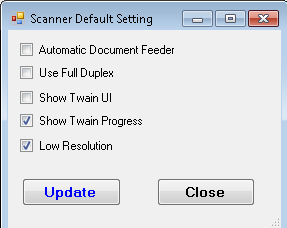 Scanner Default Setting
Automatic Document Feeder
Use Full Duplex
Show Twain UI
Show Twain Progress
Low Resolution
Update Close